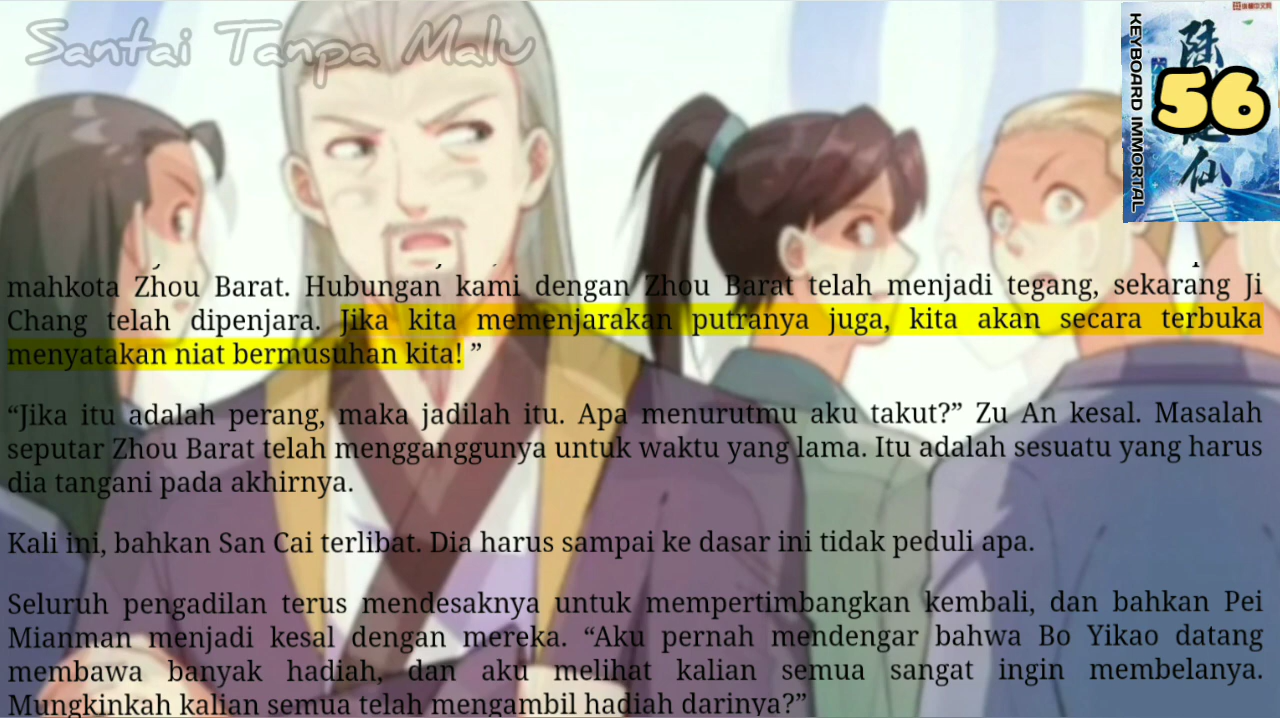 Santai Tanpa Malu
KEYBOARD IMMORTAL
56
mahkota Zhou Barat. Hubungan kami dengan Zhou Barat telah menjadi tegang, sekarang Ji
Chang telah dipenjara. Jika kita memenjarakan putranya juga, kita akan secara terbuka
menyatakan niat bermusuhan kita! ”
“Jika itu adalah perang, maka jadilah itu. Apa menurutmu aku takut?” Zu An kesal. Masalah
seputar Zhou Barat telah mengganggunya untuk waktu yang lama. Itu adalah sesuatu yang harus
dia tangani pada akhirnya.
Kali ini, bahkan San Cai terlibat. Dia harus sampai ke dasar ini tidak peduli apa.
Seluruh pengadilan terus mendesaknya untuk mempertimbangkan kembali, dan bahkan Pei
Mianman menjadi kesal dengan mereka. “Aku pernah mendengar bahwa Bo Yikao datang
membawa banyak hadiah, dan aku melihat kalian semua sangat ingin membelanya.
Mungkinkah kalian semua telah mengambil hadiah darinya?”